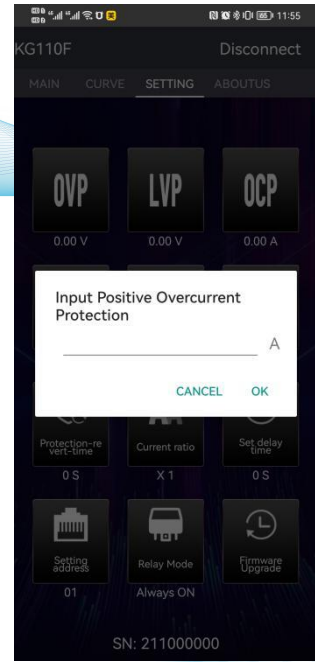 11:55
KG110F Disconnect
MAIN CURVE SETTING ABOUTUS
OVP LVP OCP
0.00 V 0.00 V 0.00 A
Input Positive Overcurrent
Protection
A
CANCEL OK
Protection-re
vert-time
Current ratio
Set delay
time
0 S X 1 0 S
Setting
address
Relay Mode
Firmware
Upgrade
01 Always ON
SN: 211000000